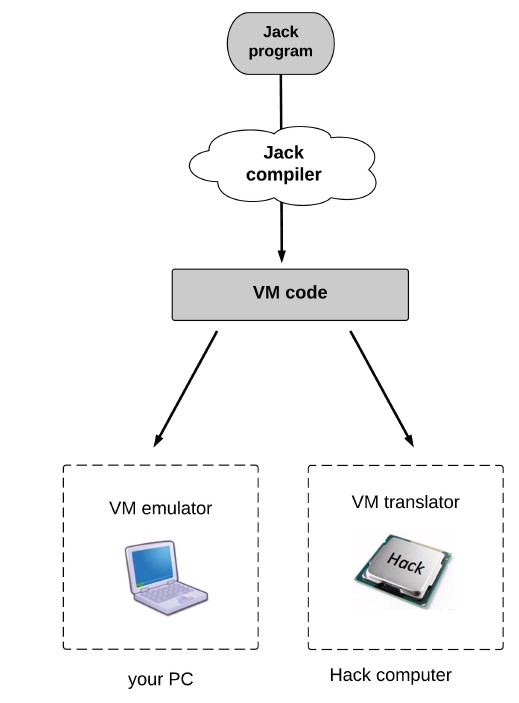 Jack
program
Jack
compiler
VM code
VM emulator
VM translator
Hack
your PC
Hack computer